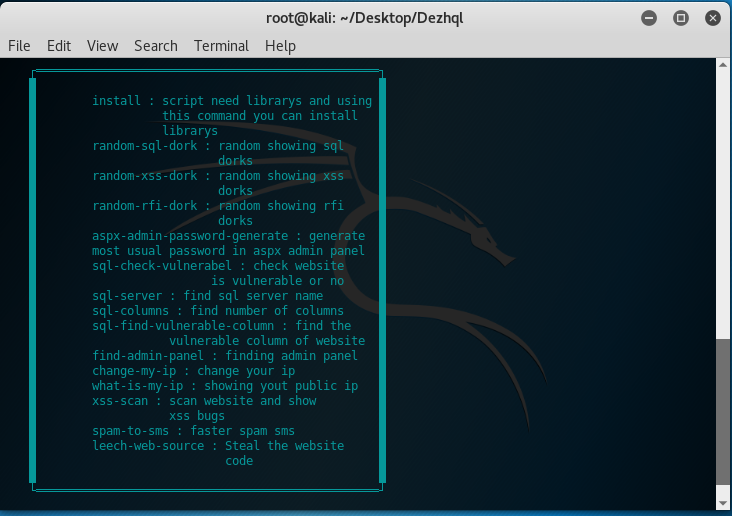 root@kali: ~/Desktop/Dezhql
File Edit View Search Terminal Help
install : script need librarys and using
this command you can install
librarys
random-sql-dork : random showing sql
dorks
random-xss-dork : random showing xss
dorks
random-rfi-dork : random showing rfi
dorks
aspx-admin-password-generate : generate
most usual password in aspx admin panel
sql-check-vulnerabel : check website
is vulnerable or no
sql-server : find sql server name
sql-columns : find number of columns
sql-find-vulnerable-column : find the
vulnerable column of website
find-admin-panel : finding admin panel
change-my-ip : change your ip
what-is-my-ip : showing yout public ip
xss-scan : scan website and show
xss bugs
spam-to-sms : faster spam sms
leech-web-source : Steal the website
code